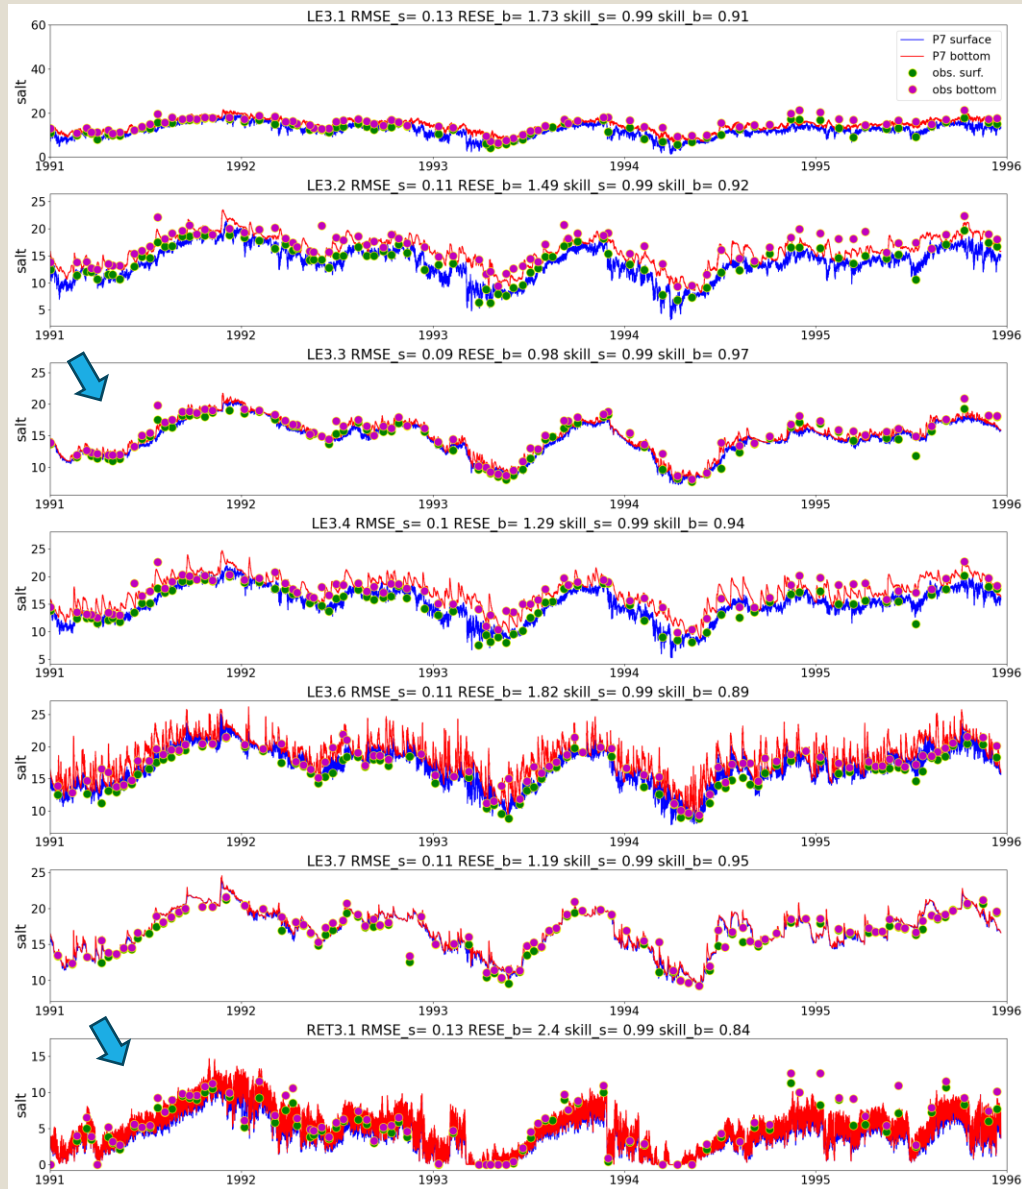 LE3.1 RMSE_s= 0.13 RESE_b= 1.73 skill_s= 0.99 skill_b= 0.91
60
40
20
0
salt
P7 surface
P7 bottom
obs. surf.
obs bottom
1991 1992 1993 1994 1995 1996
LE3.2 RMSE_s= 0.11 RESE_b= 1.49 skill_s= 0.99 skill_b= 0.92
25
20
15
10
5
salt
1991 1992 1993 1994 1995 1996
LE3.3 RMSE_s= 0.09 RESE_b= 0.98 skill_s= 0.99 skill_b= 0.97
25
20
15
10
salt
1991 1992 1993 1994 1995 1996
LE3.4 RMSE_s= 0.1 RESE_b= 1.29 skill_s= 0.99 skill_b= 0.94
25
20
15
10
5
salt
1991 1992 1993 1994 1995 1996
LE3.6 RMSE_s= 0.11 RESE_b= 1.82 skill_s= 0.99 skill_b= 0.89
25
20
15
10
salt
1991 1992 1993 1994 1995 1996
LE3.7 RMSE_s= 0.11 RESE_b= 1.19 skill_s= 0.99 skill_b= 0.95
25
20
15
10
salt
1991 1992 1993 1994 1995 1996
RET3.1 RMSE_s= 0.13 RESE_b= 2.4 skill_s= 0.99 skill_b= 0.84
15
10
5
0
salt
1991 1992 1993 1994 1995 1996